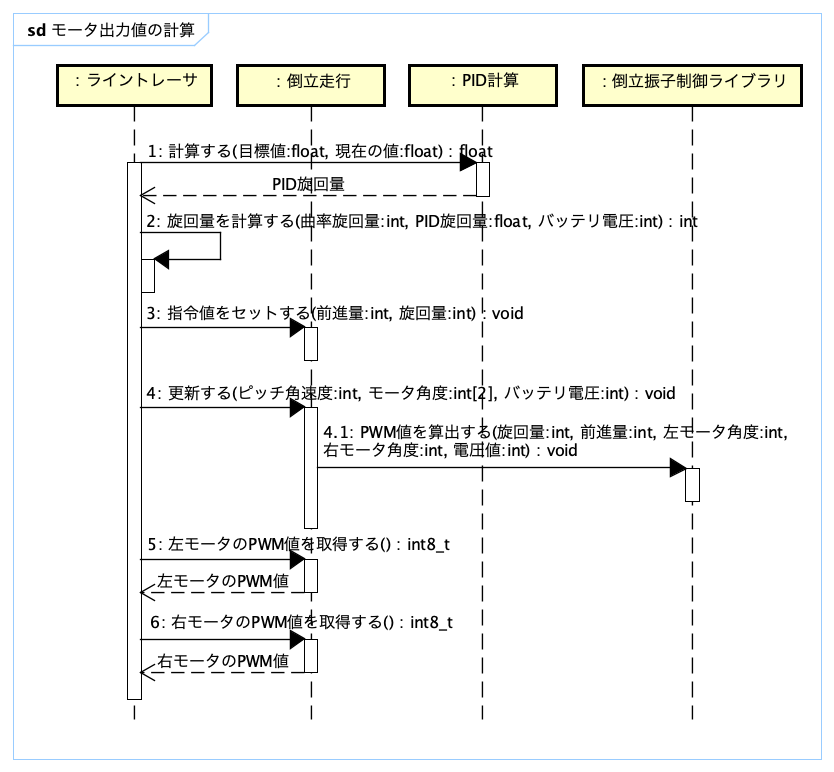 sd モータ出力値の計算
: ライントレーサ
: 倒立走行
: PID計算
: 倒立振子制御ライブラリ
1: 計算する(目標値:float, 現在の値:float) : float
PID旋回量
2: 旋回量を計算する(曲率旋回量:int, PID旋回量:float, バッテリ電圧:int) : int
3: 指令値をセットする(前進量:int, 旋回量:int) : void
4: 更新する(ピッチ角速度:int, モータ角度:int[2], バッテリ電圧:int) : void
4.1: PWM値を算出する(旋回量:int, 前進量:int, 左モータ角度:int,
右モータ角度:int, 電圧値:int) : void
5: 左モータのPWM値を取得する() : int8_t
左モータのPWM値
6: 右モータのPWM値を取得する() : int8_t
右モータのPWM値